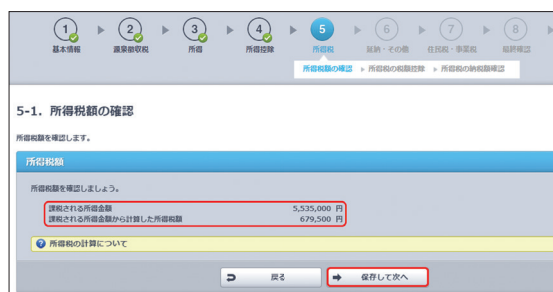 1 2 3 4 5 6 7 8
基本情報 源泉徴収税 所得 所得控除 所得税 延納・その他 住民税・事業税 最終確認
所得税額の確認 ▶ 所得税の税額控除 ▶ 所得税の納税額確認
5-1. 所得税額の確認
所得税額を確認します。
所得税額
所得税額を確認しましょう。
課税される所得金額 5,535,000 円
課税される所得金額から計算した所得税額 679,500 円
? 所得税の計算について
戻る 保存して次へ